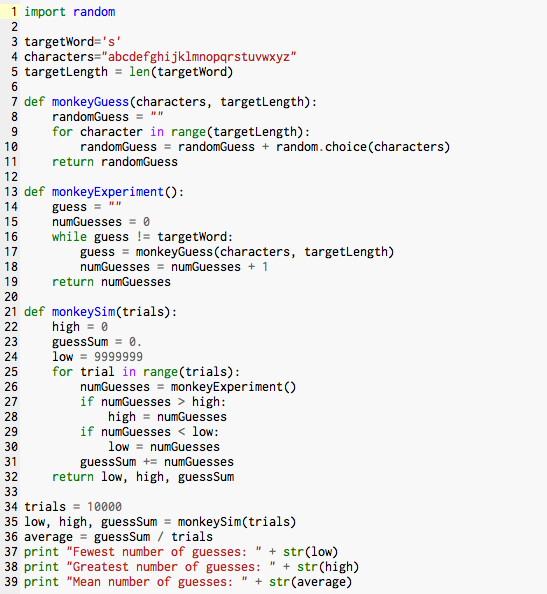 1 import random
2
3 targetWord='s'
4 characters="abcdefghijklmnopqrstuvwxyz"
5 targetLength = len(targetWord)
6
7 def monkeyGuess(characters, targetLength):
8     randomGuess = ""
9     for character in range(targetLength):
10         randomGuess = randomGuess + random.choice(characters)
11     return randomGuess
12
13 def monkeyExperiment():
14     guess = ""
15     numGuesses = 0
16     while guess != targetWord:
17         guess = monkeyGuess(characters, targetLength)
18         numGuesses = numGuesses + 1
19     return numGuesses
20
21 def monkeySim(trials):
22     high = 0
23     guessSum = 0.
24     low = 9999999
25     for trial in range(trials):
26         numGuesses = monkeyExperiment()
27         if numGuesses > high:
28             high = numGuesses
29         if numGuesses < low:
30             low = numGuesses
31         guessSum += numGuesses
32     return low, high, guessSum
33
34 trials = 10000
35 low, high, guessSum = monkeySim(trials)
36 average = guessSum / trials
37 print "Fewest number of guesses: " + str(low)
38 print "Greatest number of guesses: " + str(high)
39 print "Mean number of guesses: " + str(average)